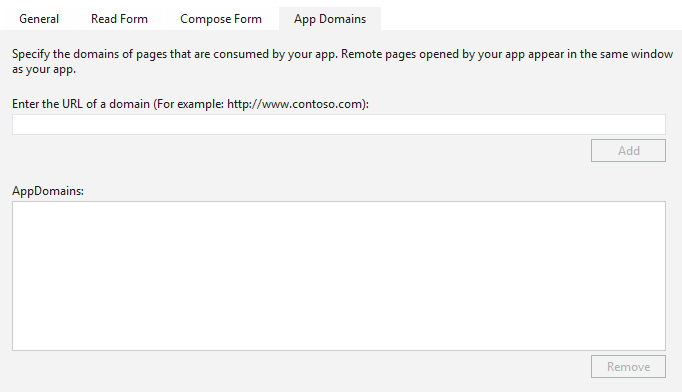 General Read Form Compose Form App Domains
Specify the domains of pages that are consumed by your app. Remote pages opened by your app appear in the same window
as your app.
Enter the URL of a domain (For example: http://www.contoso.com):
Add
AppDomains:
Remove